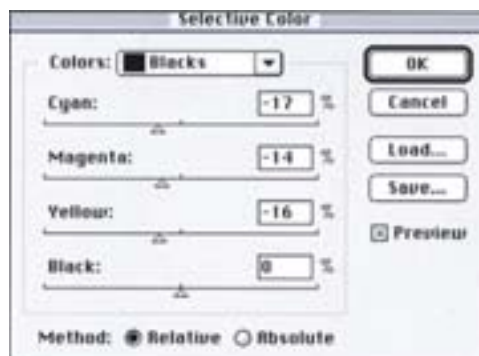 Selective Color
Colors: Blacks
OK
Cyan: -17 %
Cancel
Magenta: -14 %
Load...
Yellow: -16 %
Save...
Preview
Black: 0 %
Method: Relative Absolute